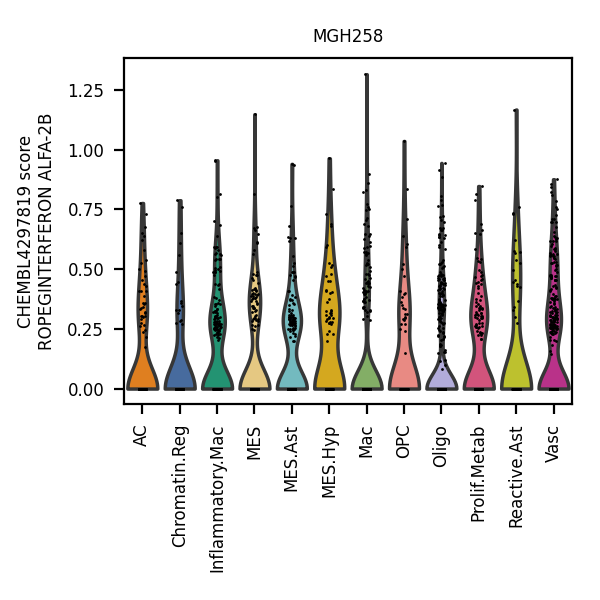 MGH258
CHEMBL4297819 score
ROPEGINTERFERON ALFA-2B
1.25
1.00
0.75
0.50
0.25
0.00
AC
Chromatin.Reg
Inflammatory.Mac
MES
MES.Ast
MES.Hyp
Mac
OPC
Oligo
Prolif.Metab
Reactive.Ast
Vasc